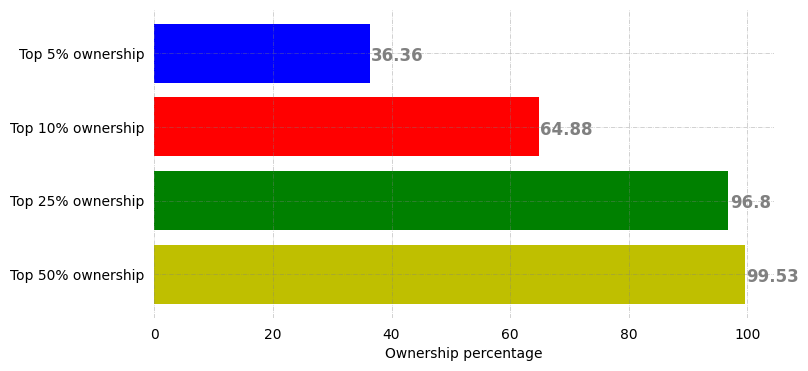 Top 5% ownership 36.36
Top 10% ownership 64.88
Top 25% ownership 96.8
Top 50% ownership 99.53
0 20 40 60 80 100
Ownership percentage